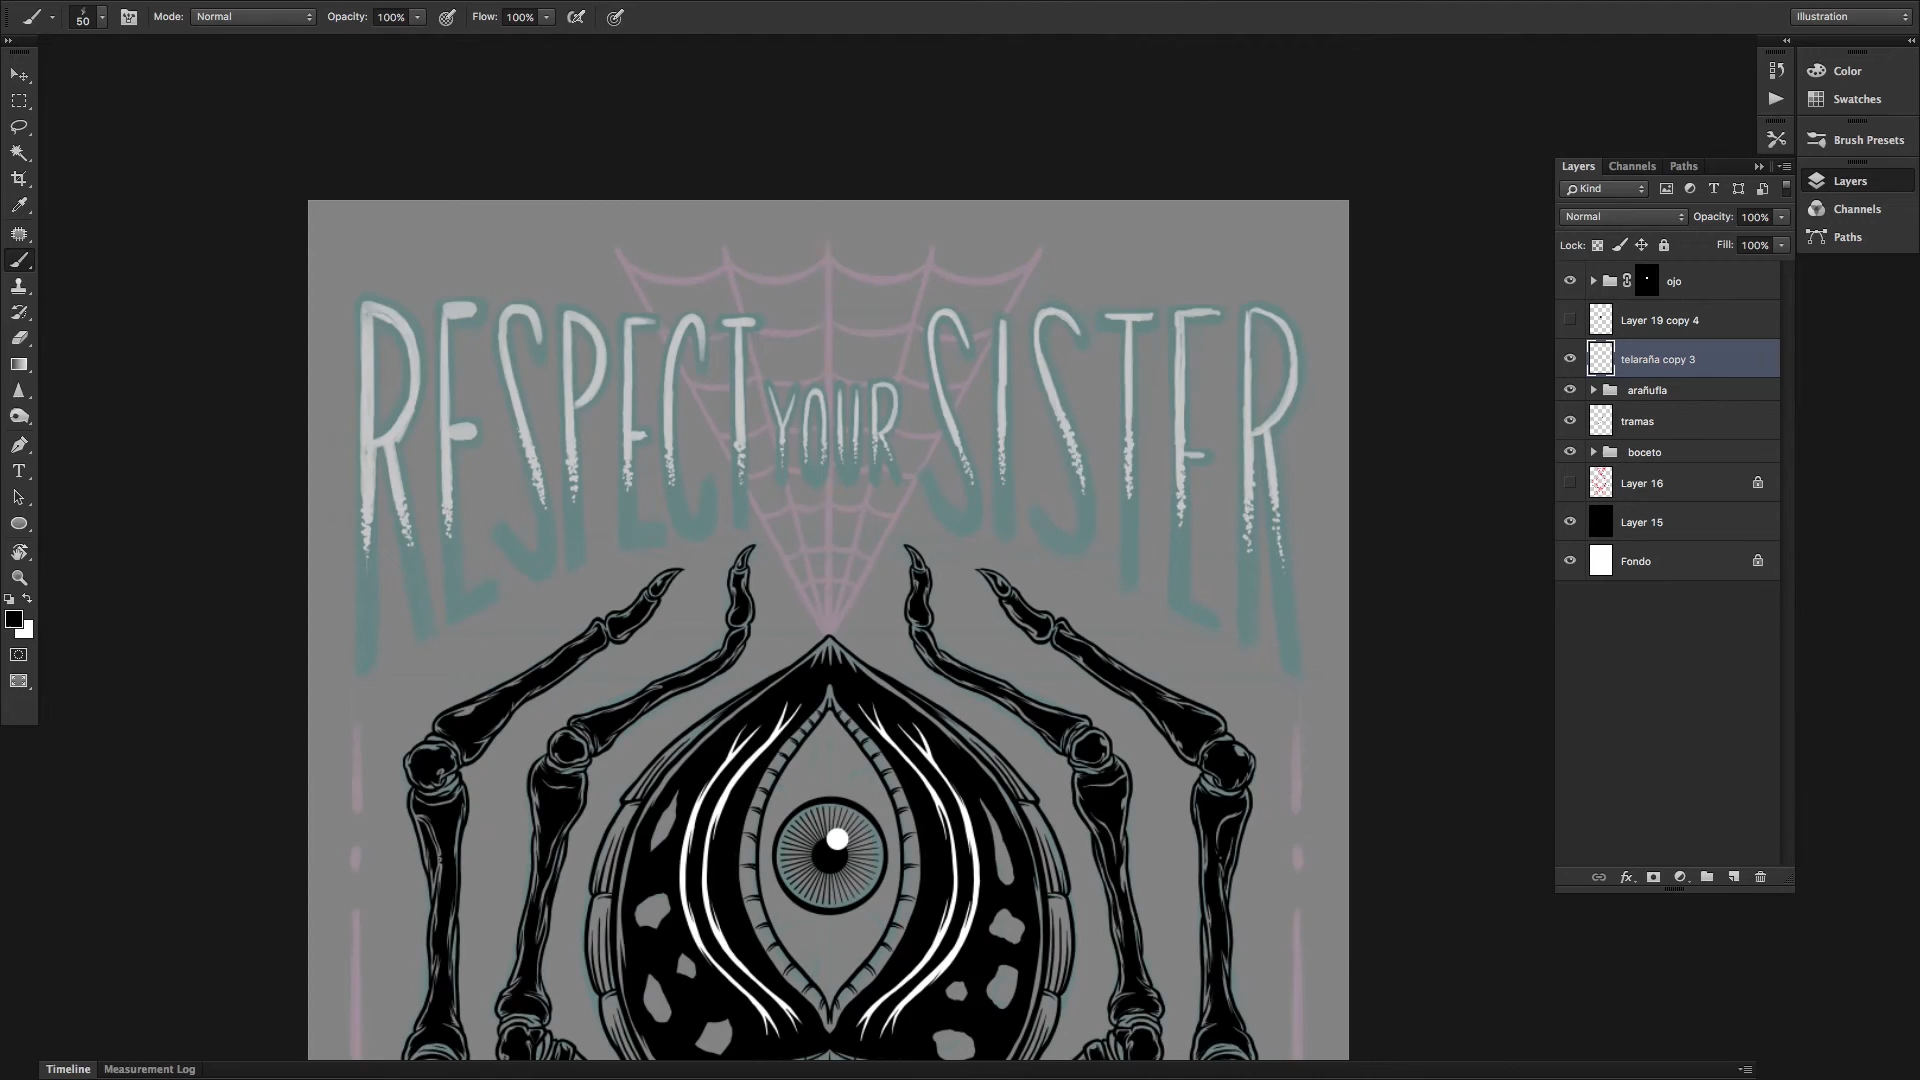 50
Mode: Normal
Opacity: 100%
Flow: 100%
Illustration
Color
Swatches
Brush Presets
Layers
Channels
Paths
Layers Channels Paths
Kind
Normal
Opacity: 100%
Lock:
Fill: 100%
ojo
Layer 19 copy 4
telaraña copy 3
arañufla
tramas
boceto
Layer 16
Layer 15
Fondo
fx
RESPECT YOUR SISTER
Timeline Measurement Log